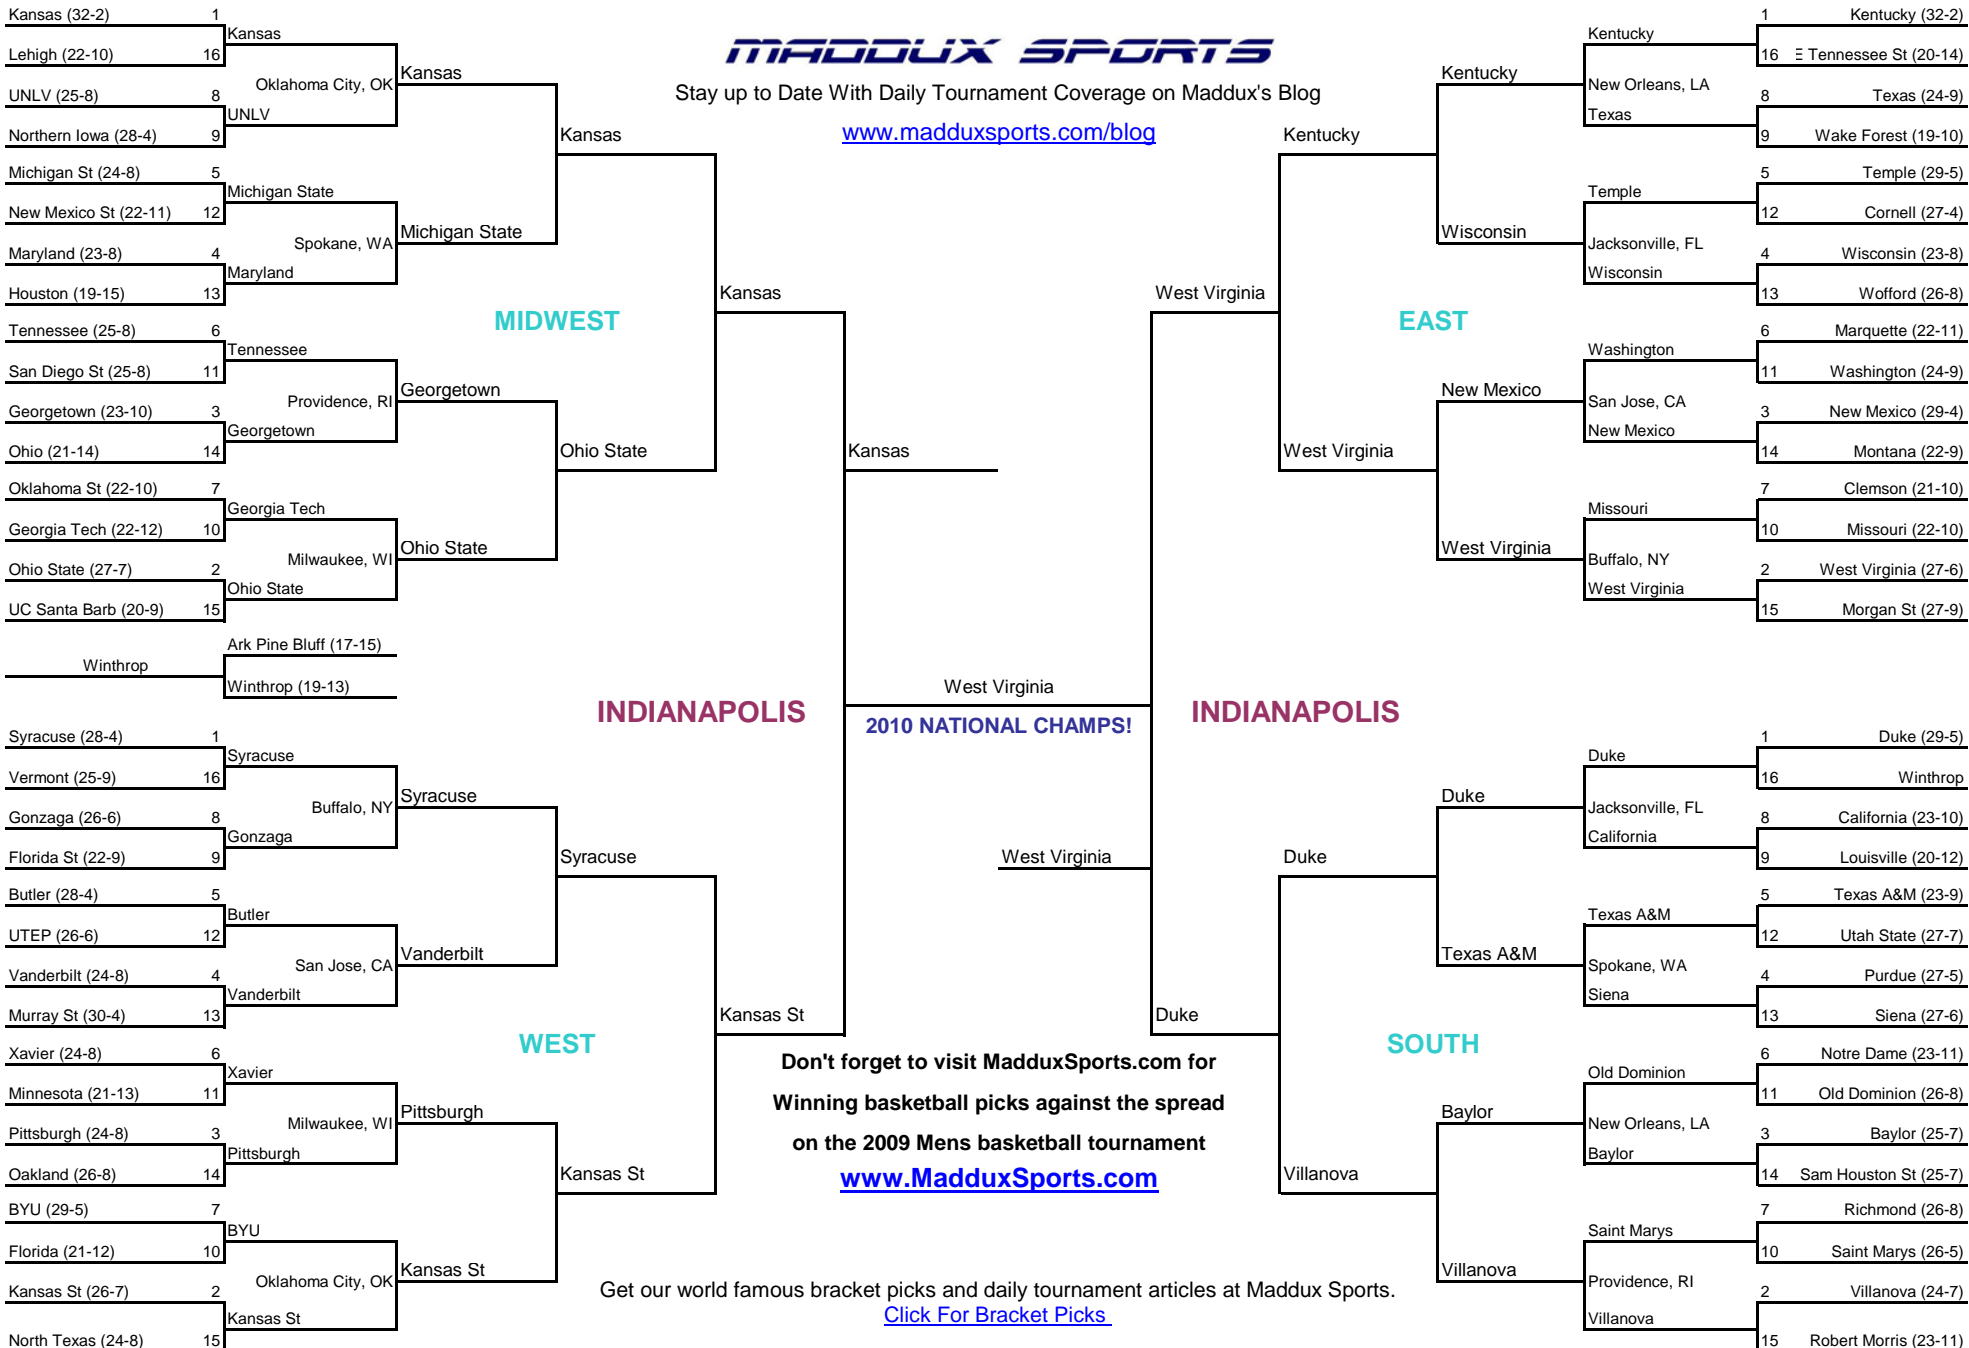 MADDUX SPORTS
Stay up to Date With Daily Tournament Coverage on Maddux's Blog
www.madduxsports.com/blog
Kansas (32-2) 1
Lehigh (22-10) 16
UNLV (25-8) 8
Northern Iowa (28-4) 9
Michigan St (24-8) 5
New Mexico St (22-11) 12
Maryland (23-8) 4
Houston (19-15) 13
Tennessee (25-8) 6
San Diego St (25-8) 11
Georgetown (23-10) 3
Ohio (21-14) 14
Oklahoma St (22-10) 7
Georgia Tech (22-12) 10
Ohio State (27-7) 2
UC Santa Barb (20-9) 15
Kansas
Oklahoma City, OK
UNLV
Michigan State
Spokane, WA
Maryland
Tennessee
Providence, RI
Georgetown
Georgia Tech
Milwaukee, WI
Ohio State
Kansas
Michigan State
Georgetown
Ohio State
Kansas
Ohio State
MIDWEST
Kansas
Kansas
Winthrop
Ark Pine Bluff (17-15)
Winthrop (19-13)
INDIANAPOLIS
Syracuse (28-4) 1
Vermont (25-9) 16
Gonzaga (26-6) 8
Florida St (22-9) 9
Butler (28-4) 5
UTEP (26-6) 12
Vanderbilt (24-8) 4
Murray St (30-4) 13
Xavier (24-8) 6
Minnesota (21-13) 11
Pittsburgh (24-8) 3
Oakland (26-8) 14
BYU (29-5) 7
Florida (21-12) 10
Kansas St (26-7) 2
North Texas (24-8) 15
Syracuse
Buffalo, NY
Gonzaga
Butler
San Jose, CA
Vanderbilt
Xavier
Milwaukee, WI
Pittsburgh
BYU
Oklahoma City, OK
Kansas St
Syracuse
Vanderbilt
Pittsburgh
Kansas St
Syracuse
Kansas St
WEST
Kansas St
West Virginia
2010 NATIONAL CHAMPS!
West Virginia
1 Kentucky (32-2)
16 E Tennessee St (20-14)
8 Texas (24-9)
9 Wake Forest (19-10)
5 Temple (29-5)
12 Cornell (27-4)
4 Wisconsin (23-8)
13 Wofford (26-8)
6 Marquette (22-11)
11 Washington (24-9)
3 New Mexico (29-4)
14 Montana (22-9)
7 Clemson (21-10)
10 Missouri (22-10)
2 West Virginia (27-6)
15 Morgan St (27-9)
Kentucky
New Orleans, LA
Texas
Temple
Jacksonville, FL
Wisconsin
Washington
San Jose, CA
New Mexico
Missouri
Buffalo, NY
West Virginia
Kentucky
Wisconsin
New Mexico
West Virginia
Kentucky
West Virginia
EAST
West Virginia
INDIANAPOLIS
1 Duke (29-5)
16 Winthrop
8 California (23-10)
9 Louisville (20-12)
5 Texas A&M (23-9)
12 Utah State (27-7)
4 Purdue (27-5)
13 Siena (27-6)
6 Notre Dame (23-11)
11 Old Dominion (26-8)
3 Baylor (25-7)
14 Sam Houston St (25-7)
7 Richmond (26-8)
10 Saint Marys (26-5)
2 Villanova (24-7)
15 Robert Morris (23-11)
Duke
Jacksonville, FL
California
Texas A&M
Spokane, WA
Siena
Old Dominion
New Orleans, LA
Baylor
Saint Marys
Providence, RI
Villanova
Duke
Texas A&M
Baylor
Villanova
Duke
Villanova
SOUTH
Duke
Don't forget to visit MadduxSports.com for
Winning basketball picks against the spread
on the 2009 Mens basketball tournament
www.MadduxSports.com
Get our world famous bracket picks and daily tournament articles at Maddux Sports.
Click For Bracket Picks